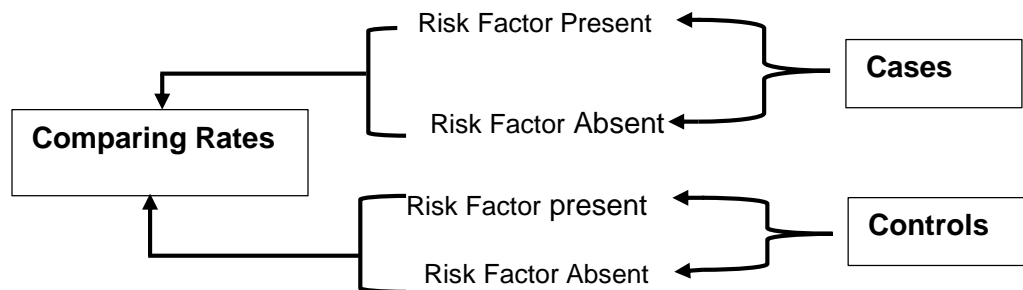 Risk Factor Present
Cases
Risk Factor Absent
Comparing Rates
Risk Factor present
Controls
Risk Factor Absent